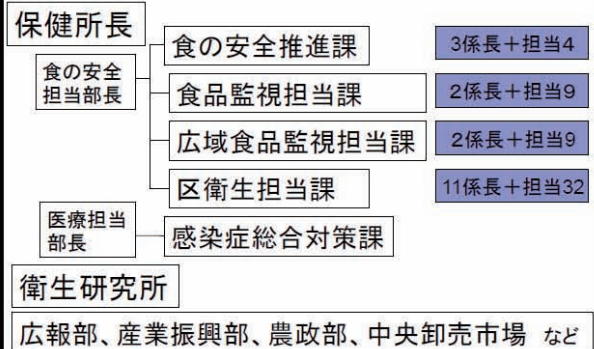 保健所長
食の安全
担当部長
食の安全推進課
3係長＋担当4
食品監視担当課
2係長＋担当9
広域食品監視担当課
2係長＋担当9
区衛生担当課
11係長＋担当32
医療担当
部長
感染症総合対策課
衛生研究所
広報部、産業振興部、農政部、中央卸売市場 など